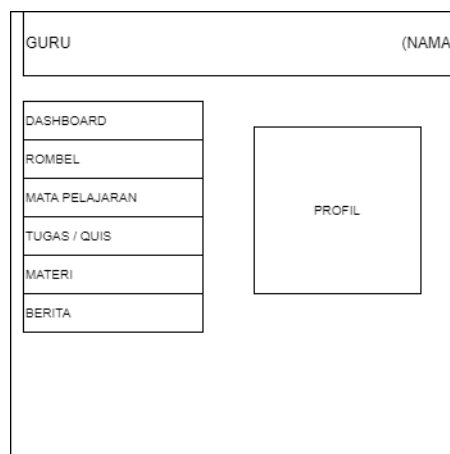 GURU (NAMA
DASHBOARD
ROMBEL
MATA PELAJARAN
TUGAS / QUIS
MATERI
BERITA
PROFIL